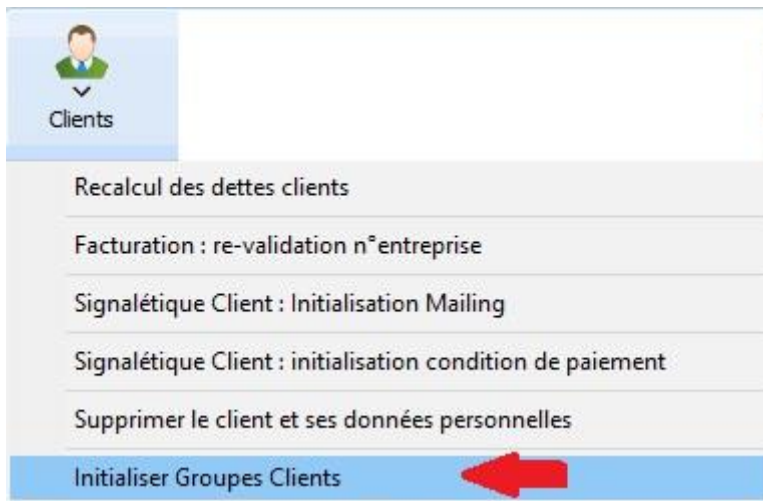 Clients
Recalcul des dettes clients
Facturation : re-validation n°entreprise
Signalétique Client : Initialisation Mailing
Signalétique Client : initialisation condition de paiement
Supprimer le client et ses données personnelles
Initialiser Groupes Clients